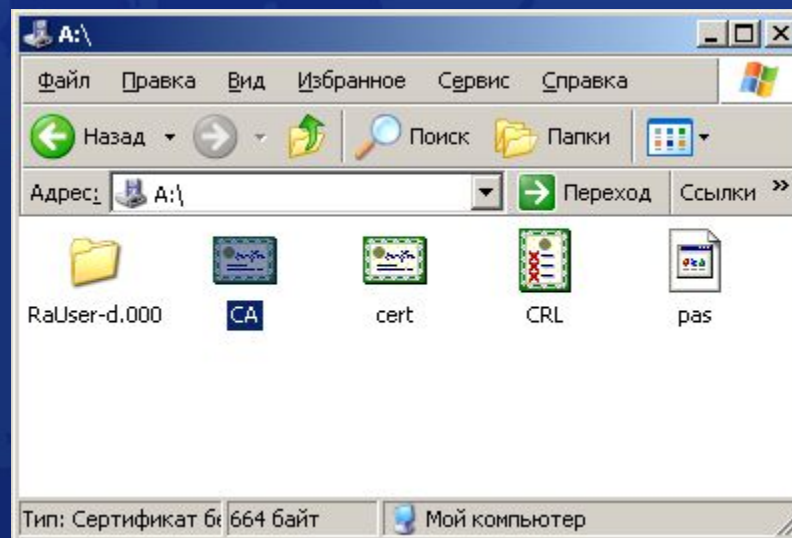 A:\
Файл Правка Вид Избранное Сервис Справка
Назад Поиск Папки
Адрес: A:\ Переход Ссылки »
RaUser-d.000 CA cert CRL pas
Тип: Сертификат бе 664 байт Мой компьютер